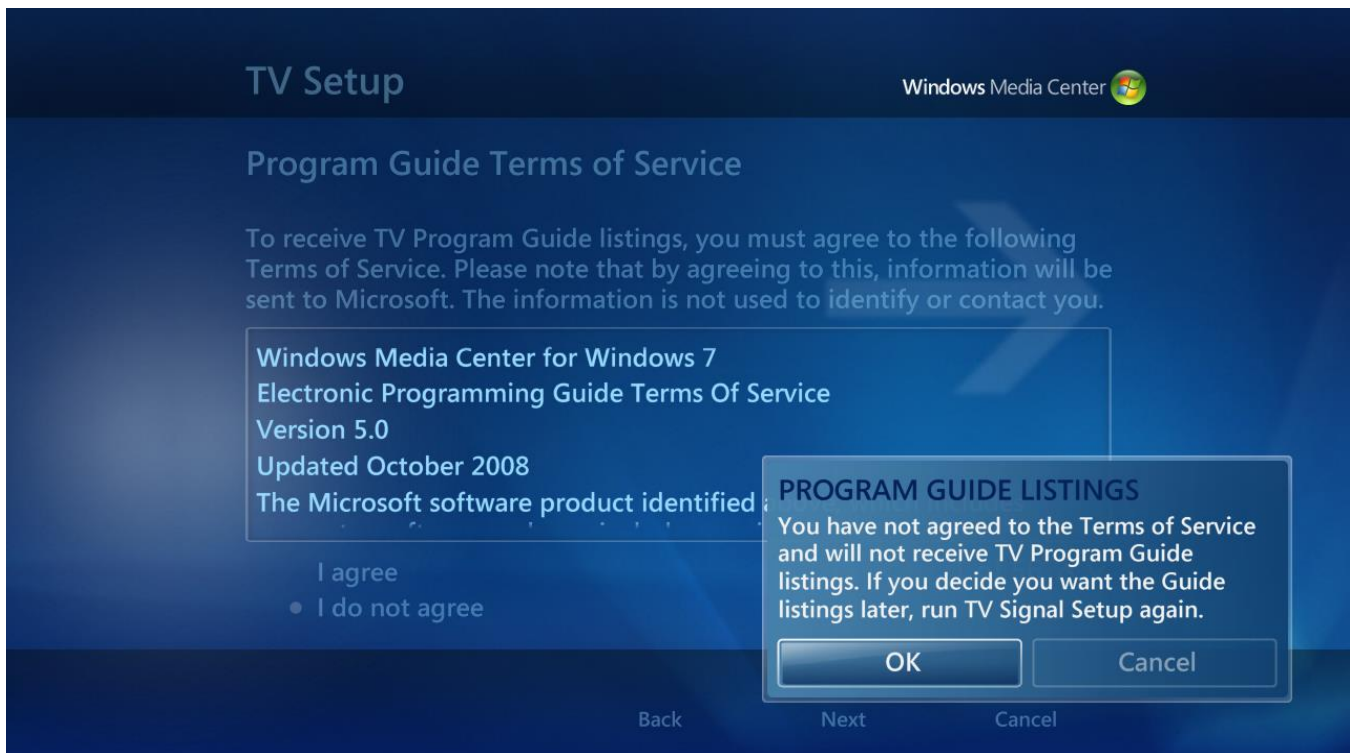 TV Setup
Windows Media Center
Program Guide Terms of Service
To receive TV Program Guide listings, you must agree to the following
Terms of Service. Please note that by agreeing to this, information will be
sent to Microsoft. The information is not used to identify or contact you.
Windows Media Center for Windows 7
Electronic Programming Guide Terms Of Service
Version 5.0
Updated October 2008
The Microsoft software product identified
I agree
I do not agree
PROGRAM GUIDE LISTINGS
You have not agreed to the Terms of Service
and will not receive TV Program Guide
listings. If you decide you want the Guide
listings later, run TV Signal Setup again.
OK
Cancel
Back
Next
Cancel